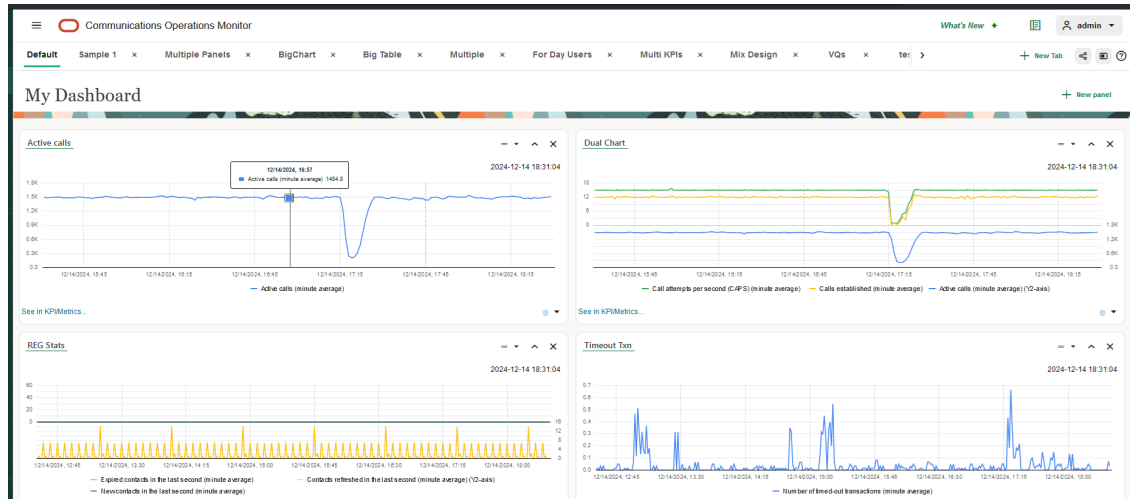 Communications Operations Monitor
What's New
admin
Default
Sample 1 ×
Multiple Panels ×
BigChart ×
Big Table ×
Multiple ×
For Day Users ×
Multi KPIs ×
Mix Design ×
VQs ×
tes
+ New Tab
My Dashboard
+ New panel
Active calls
2024-12-14 18:31:04
12/14/2024, 16:57
Active calls (minute average) 1484.8
1.8K
1.5K
1.2K
0.9K
0.6K
0.3K
0.0
12/14/2024, 15:45 12/14/2024, 16:15 12/14/2024, 16:45 12/14/2024, 17:15 12/14/2024, 17:45 12/14/2024, 18:15
Active calls (minute average)
See in KPI/Metrics...
Dual Chart
2024-12-14 18:31:04
18
12
6
0
1.8K
1.2K
0.6K
0.0
12/14/2024, 15:45 12/14/2024, 16:15 12/14/2024, 16:45 12/14/2024, 17:15 12/14/2024, 17:45 12/14/2024, 18:15
Call attempts per second (CAPS) (minute average) Calls established (minute average) Active calls (minute average) (Y2-axis)
See in KPI/Metrics...
REG Stats
2024-12-14 18:31:04
60
40
20
0
16
12
8
4
0
12/14/2024, 12:45 12/14/2024, 13:30 12/14/2024, 14:15 12/14/2024, 15:00 12/14/2024, 15:45 12/14/2024, 16:30 12/14/2024, 17:15 12/14/2024, 18:00
Expired contacts in the last second (minute average) Contacts refreshed in the last second (minute average) (Y2-axis)
New contacts in the last second (minute average)
Timeout Txn
2024-12-14 18:31:04
0.7
0.6
0.5
0.4
0.3
0.2
0.1
0.0
12/14/2024, 12:45 12/14/2024, 13:30 12/14/2024, 14:15 12/14/2024, 15:00 12/14/2024, 15:45 12/14/2024, 16:30 12/14/2024, 17:15 12/14/2024, 18:00
Number of timed-out transactions (minute average)